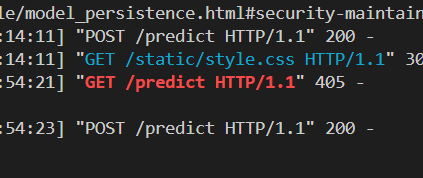 le/model_persistence.html#security-maintain
:14:11] "POST /predict HTTP/1.1" 200 -
:14:11] "GET /static/style.css HTTP/1.1" 30
:54:21] "GET /predict HTTP/1.1" 405 -
:54:23] "POST /predict HTTP/1.1" 200 -